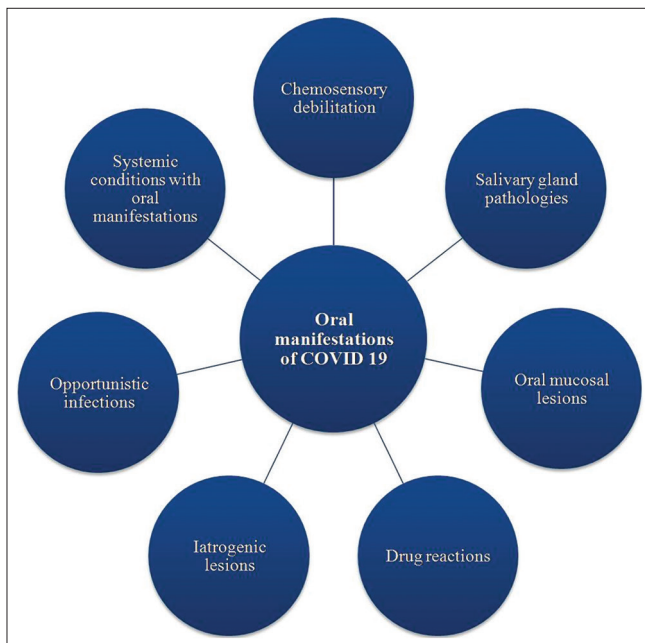 Chemosensory
debilitation
Systemic
conditions with
oral
manifestations
Salivary gland
pathologies
Oral
manifestations
of COVID 19
Opportunistic
infections
Oral mucosal
lesions
Iatrogenic
lesions
Drug reactions